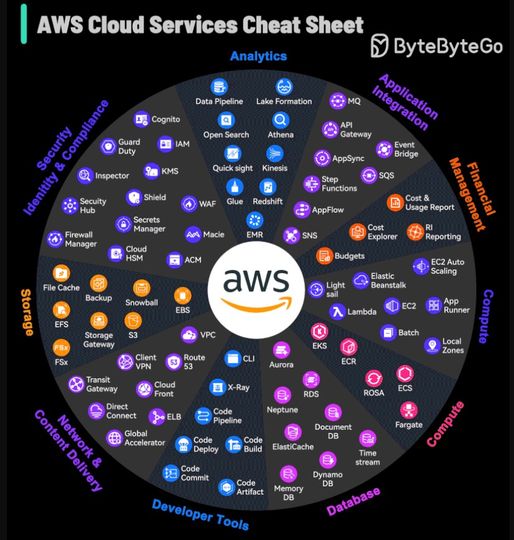 AWS Cloud Services Cheat Sheet
ByteByteGo
Analytics
Data Pipeline
Lake Formation
Open Search
Athena
Quick sight
Kinesis
Glue
Redshift
EMR
Application
Integration
MQ
API
Gateway
Event
Bridge
AppSync
SQS
Step
Functions
AppFlow
SNS
Financial
Management
Cost &
Usage Report
Cost
Explorer
RI
Reporting
Budgets
Compute
EC2 Auto
Scaling
Elastic
Beanstalk
Light
sail
EC2
App
Runner
Lambda
Batch
Local
Zones
Compute
EKS
ECR
ROSA
ECS
Fargate
Database
Aurora
RDS
Neptune
Document
DB
ElastiCache
Time
stream
Dynamo
DB
Memory
DB
Developer Tools
CLI
X-Ray
Code
Pipeline
Code
Deploy
Code
Build
Code
Commit
Code
Artifact
Network &
Content Delivery
VPC
Client
VPN
Route
53
Transit
Gateway
Cloud
Front
Direct
Connect
ELB
Global
Accelerator
Storage
File Cache
Backup
Snowball
EBS
EFS
Storage
Gateway
S3
FSx
FSx
Security
Identitiy & Compliance
Cognito
Guard
Duty
IAM
Inspector
KMS
Secuity
Hub
Shield
WAF
Secrets
Manager
Firewall
Manager
Macie
Cloud
HSM
ACM
aws